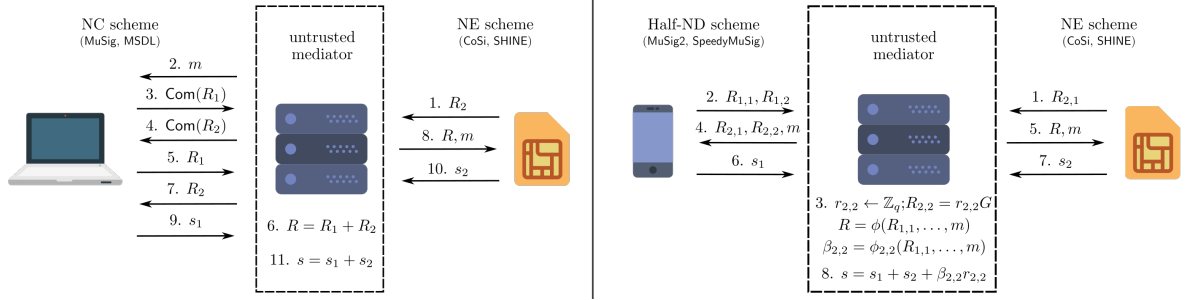 NC scheme
(MuSig, MSDL)
untrusted
mediator
NE scheme
(CoSi, SHINE)
2. m
3. Com(R₁)
4. Com(R₂)
5. R₁
7. R₂
9. s₁
1. R₂
8. R, m
10. s₂
6. R = R₁ + R₂
11. s = s₁ + s₂
Half-ND scheme
(MuSig2, SpeedyMuSig)
untrusted
mediator
NE scheme
(CoSi, SHINE)
2. R₁,₁, R₁,₂
4. R₂,₁, R₂,₂, m
6. s₁
1. R₂,₁
5. R, m
7. s₂
3. r₂,₂ ← ℤ_q; R₂,₂ = r₂,₂G
R = ϕ(R₁,₁, . . . , m)
β₂,₂ = ϕ₂,₂(R₁,₁, . . . , m)
8. s = s₁ + s₂ + β₂,₂r₂,₂